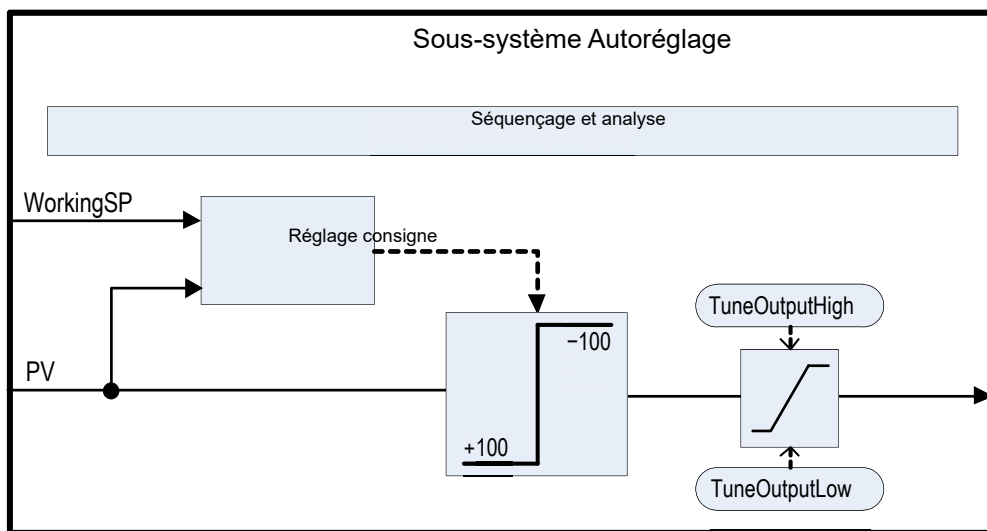 Sous-système Autoréglage
Séquençage et analyse
WorkingSP
Réglage consigne
TuneOutputHigh
−100
PV
+100
TuneOutputLow